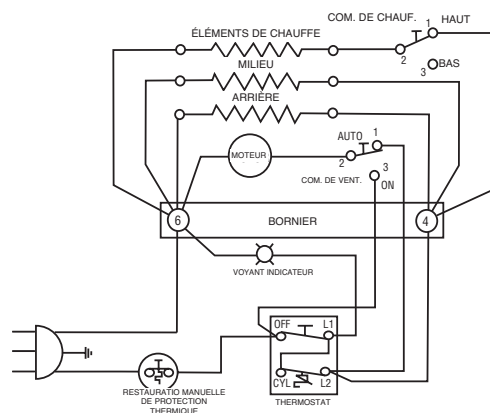 ÉLÉMENTS DE CHAUFFE
COM. DE CHAUF.
1
HAUT
2
3
BAS
MILIEU
ARRIÈRE
MOTEUR
AUTO
1
2
3
COM. DE VENT.
ON
6
BORNIER
4
VOYANT INDICATEUR
OFF
L1
CYL
L2
THERMOSTAT
RESTAURATIO MANUELLE
DE PROTECTION
THERMIQUE